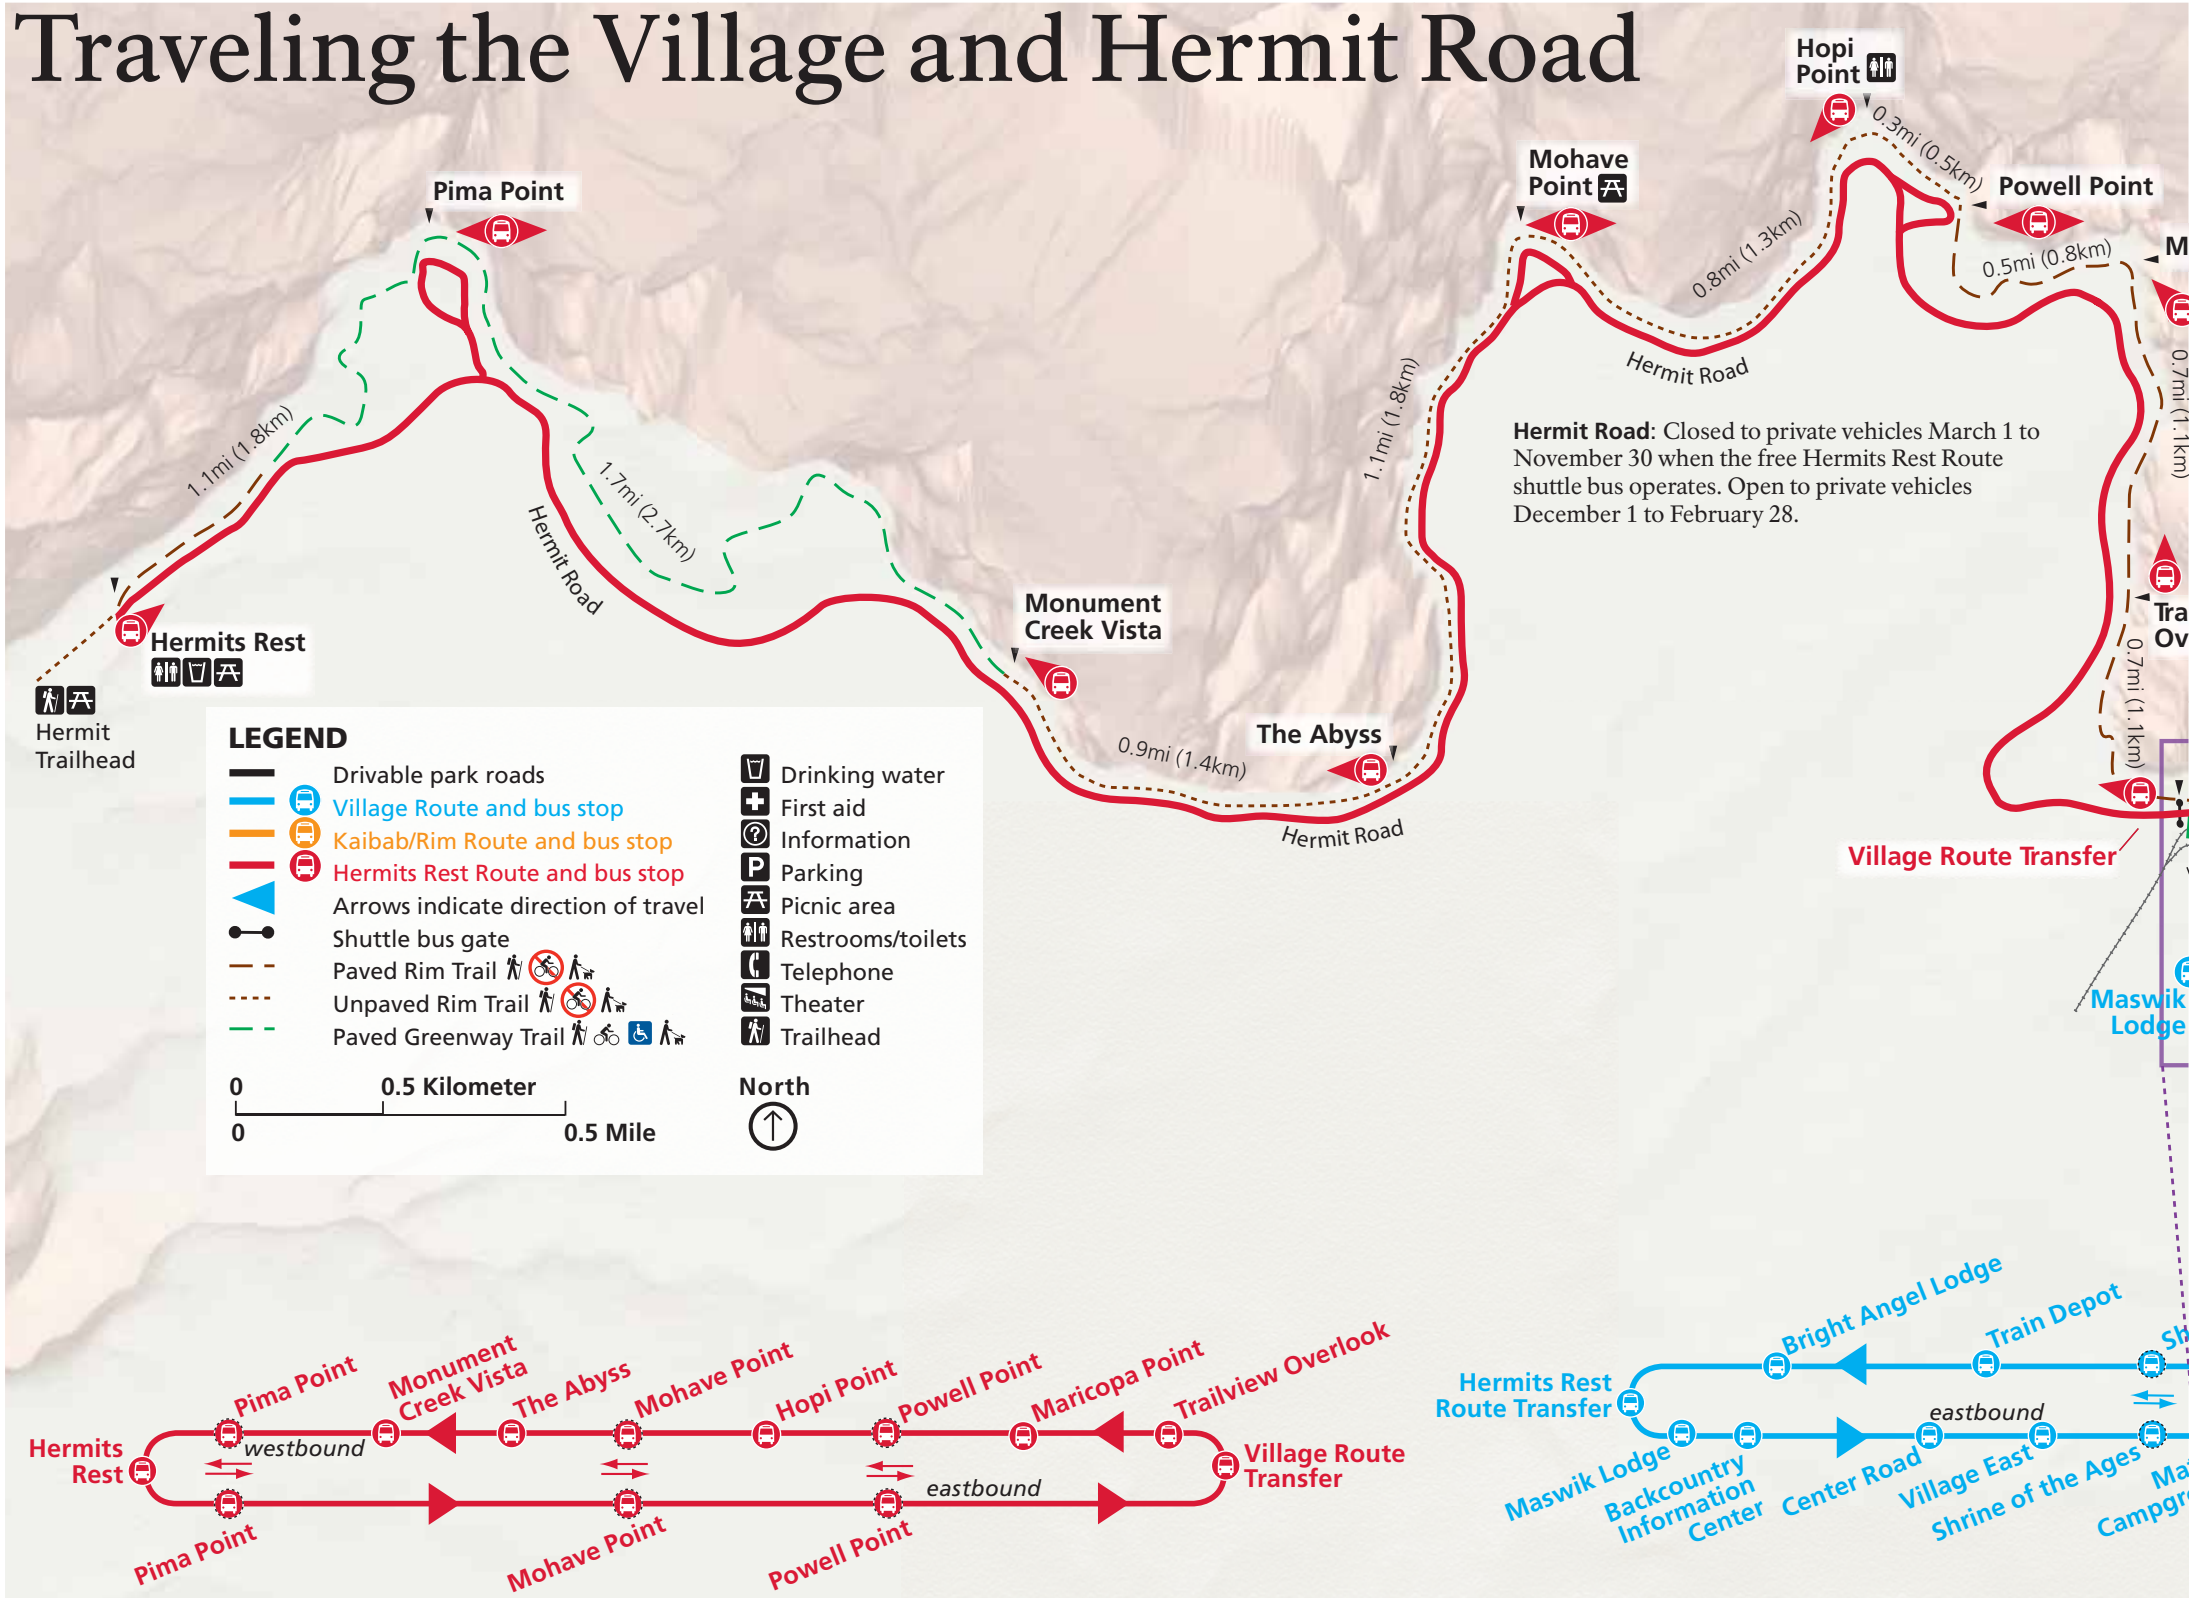 Traveling the Village and Hermit Road
Hopi
Point
0.3mi (0.5km)
Mohave
Point
Powell Point
Pima Point
0.8mi (1.3km)
0.5mi (0.8km)
M
Hermit Road
0.7mi (1.1km)
1.1mi (1.8km)
1.1mi (1.8km)
Hermit Road: Closed to private vehicles March 1 to
November 30 when the free Hermits Rest Route
shuttle bus operates. Open to private vehicles
December 1 to February 28.
1.7mi (2.7km)
Hermit Road
Monument
Creek Vista
Tra
Ov
Hermits Rest
0.7mi (1.1km)
Hermit
Trailhead
The Abyss
0.9mi (1.4km)
Hermit Road
Village Route Transfer
Maswik
Lodge
LEGEND
Drivable park roads
Village Route and bus stop
Kaibab/Rim Route and bus stop
Hermits Rest Route and bus stop
Arrows indicate direction of travel
Shuttle bus gate
Paved Rim Trail
Unpaved Rim Trail
Paved Greenway Trail
Drinking water
First aid
? Information
P Parking
Picnic area
Restrooms/toilets
Telephone
Theater
Trailhead
0 0.5 Kilometer
0 0.5 Mile
North
Pima Point
Monument
Creek Vista
The Abyss
Mohave Point
Hopi Point
Powell Point
Maricopa Point
Trailview Overlook
westbound
Hermits
Rest
Village Route
Transfer
eastbound
Pima Point
Mohave Point
Powell Point
Bright Angel Lodge
Train Depot
Sh
Hermits Rest
Route Transfer
eastbound
Maswik Lodge
Backcountry
Information
Center
Center Road
Village East
Shrine of the Ages
Mat
Campgr